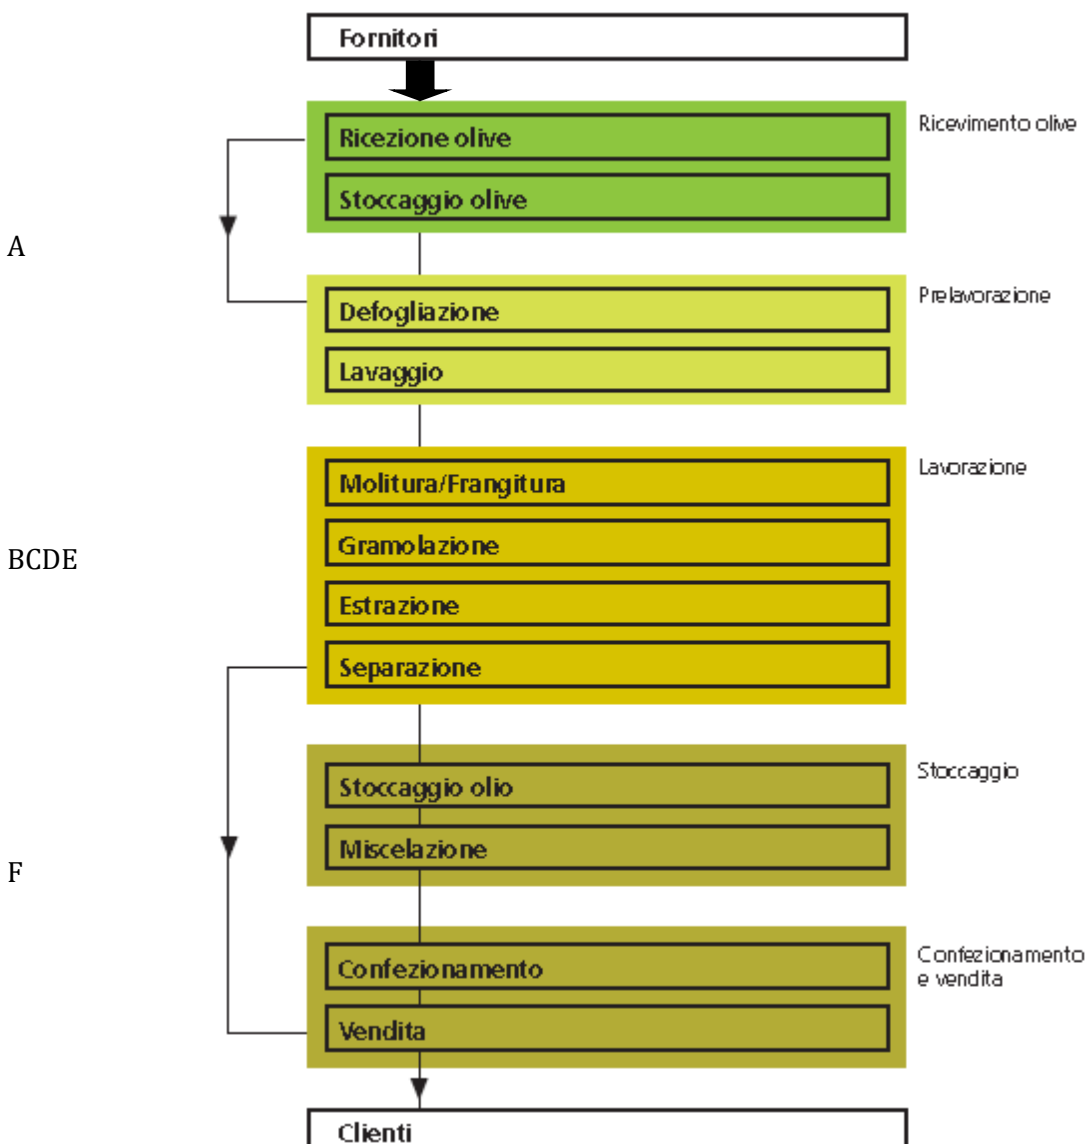 Fornitori
Ricezione olive
Ricevimento olive
Stoccaggio olive
A
Defogliazione
Prelavorazione
Lavaggio
Molitura/Frangitura
Lavorazione
Gramolazione
BCDE
Estrazione
Separazione
Stoccaggio olio
Stoccaggio
Miscelazione
F
Confezionamento
Confezionamento
e vendita
Vendita
Clienti